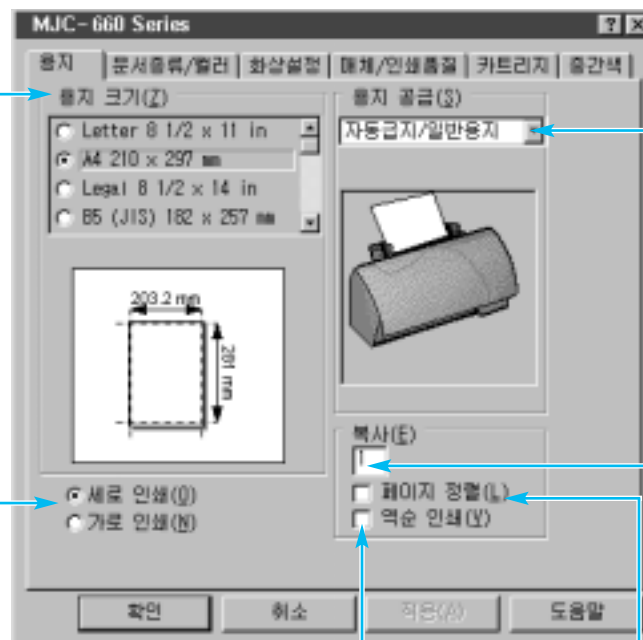 MJC-660 Series
용지 문서종류/컬러 화상설정 매체/인쇄품질 카트리지 중간색
용지 크기(Z)
Letter 8 1/2 x 11 in
A4 210 x 297 mm
Legal 8 1/2 x 14 in
B5 (JIS) 182 x 257 mm
203.2 mm
281 mm
세로 인쇄(O)
가로 인쇄(N)
용지 공급(S)
자동급지/일반용지
복사(E)
1
페이지 정렬(L)
역순 인쇄(V)
확인 취소 적용(A) 도움말